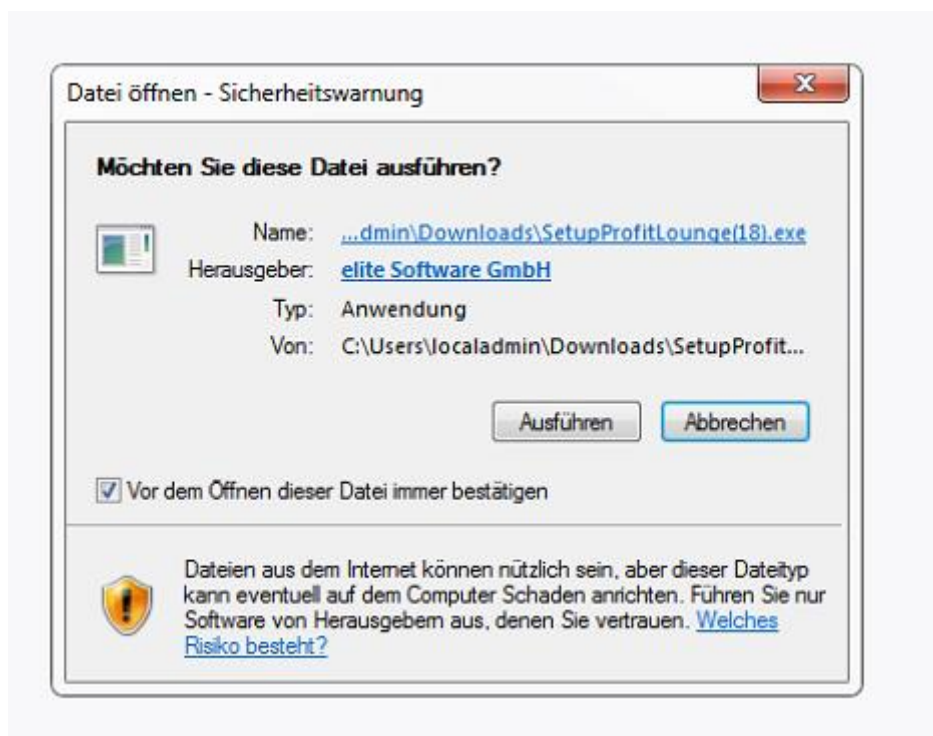 Datei öffnen - Sicherheitswarnung
Möchten Sie diese Datei ausführen?
Name: ...dmin\Downloads\SetupProfitLounge(18).exe
Herausgeber: elite Software GmbH
Typ: Anwendung
Von: C:\Users\localadmin\Downloads\SetupProfit...
Ausführen Abbrechen
Vor dem Öffnen dieser Datei immer bestätigen
Dateien aus dem Internet können nützlich sein, aber dieser Dateityp
kann eventuell auf dem Computer Schaden anrichten. Führen Sie nur
Software von Herausgebern aus, denen Sie vertrauen. Welches
Risiko besteht?